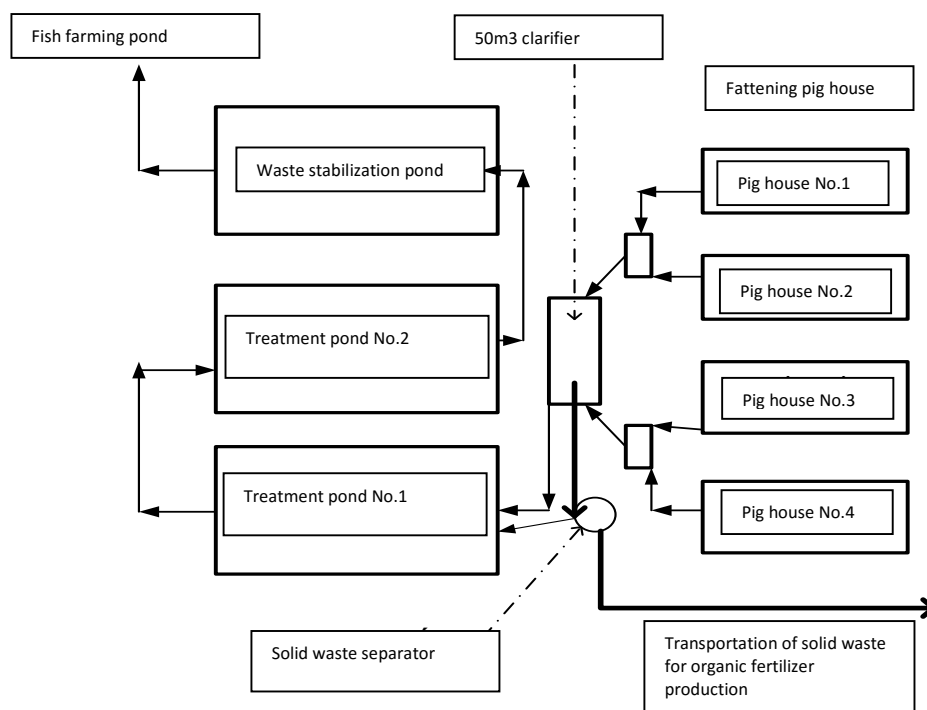 Fish farming pond
50m3 clarifier
Fattening pig house
Waste stabilization pond
Pig house No.1
Pig house No.2
Treatment pond No.2
Pig house No.3
Treatment pond No.1
Pig house No.4
Solid waste separator
Transportation of solid waste
for organic fertilizer
production